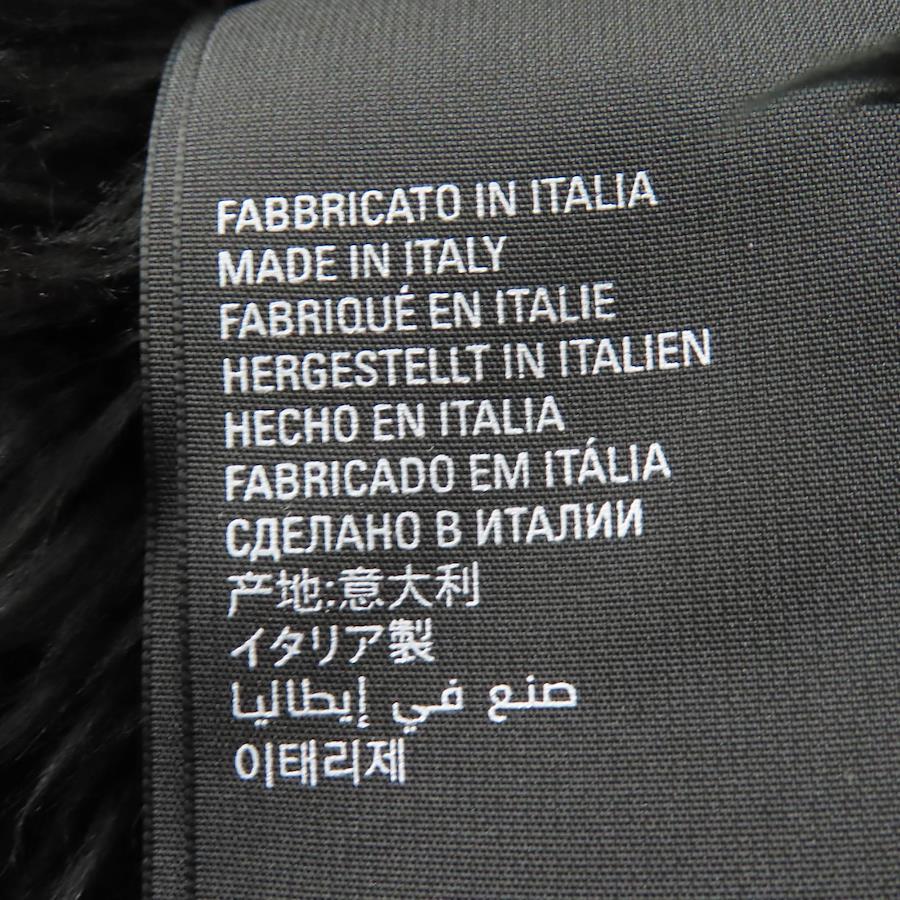 FABBRICATO IN ITALIA
MADE IN ITALY
FABRIQUÉ EN ITALIE
HERGESTELLT IN ITALIEN
HECHO EN ITALIA
FABRICADO EM ITÁLIA
СДЕЛАНО В ИТАЛИИ
产地:意大利
イタリア製
صنع في إيطاليا
이태리제